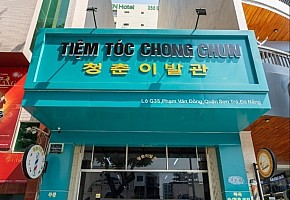 Hotel
TIỆM TÓC CHONG CHUN
청춘이발관
Lô G35, Phạm Văn Đồng, Quận Sơn Trà, Đà Nẵng